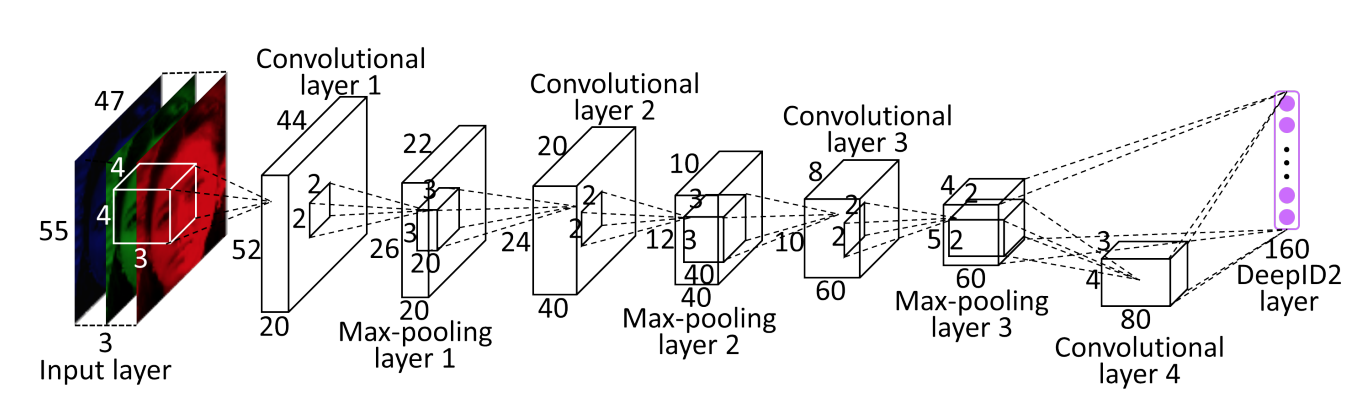 47
4
4
3
55
3
Input layer
Convolutional
layer 1
44
2
2
52
20
22
3
3
20
26
20
Max-pooling
layer 1
Convolutional
layer 2
20
2
2
24
40
10
3
3
40
12
40
Max-pooling
layer 2
Convolutional
layer 3
8
2
2
10
60
4
2
2
5
60
Max-pooling
layer 3
3
4
80
Convolutional
layer 4
160
DeepID2
layer